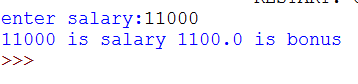 enter salary:11000
11000 is salary 1100.0 is bonus
>>>